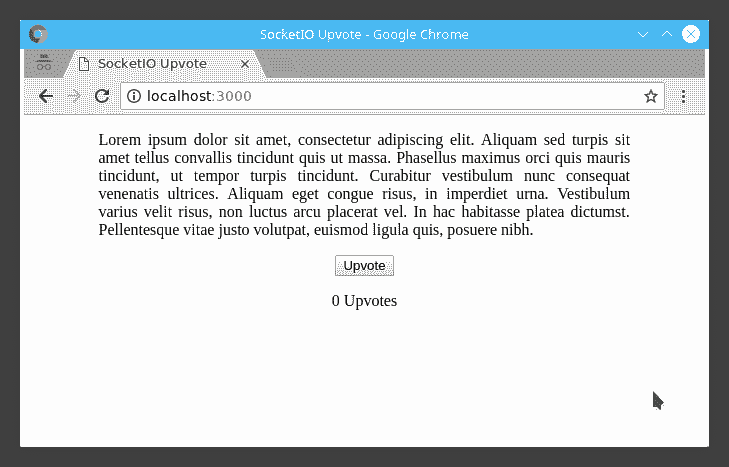 SocketIO Upvote - Google Chrome
SocketIO Upvote
localhost:3000
Lorem ipsum dolor sit amet, consectetur adipiscing elit. Aliquam sed turpis sit
amet tellus convallis tincidunt quis ut massa. Phasellus maximus orci quis mauris
tincidunt, ut tempor turpis tincidunt. Curabitur vestibulum nunc consequat
venenatis ultrices. Aliquam eget congue risus, in imperdiet urna. Vestibulum
varius velit risus, non luctus arcu placerat vel. In hac habitasse platea dictumst.
Pellentesque vitae justo volutpat, euismod ligula quis, posuere nibh.
Upvote
0 Upvotes